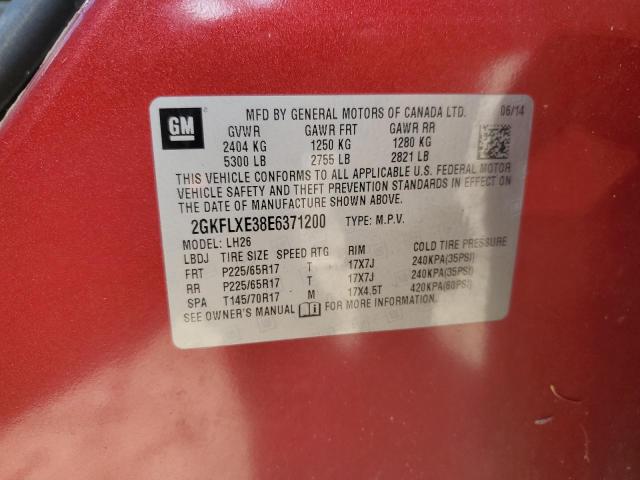 GM
MFD BY GENERAL MOTORS OF CANADA LTD. 06/14
GVWR GAWR FRT GAWR RR
2404 KG 1250 KG 1280 KG
5300 LB 2755 LB 2821 LB
THIS VEHICLE CONFORMS TO ALL APPLICABLE U.S. FEDERAL MOTOR
VEHICLE SAFETY AND THEFT PREVENTION STANDARDS IN EFFECT ON
THE DATE OF MANUFACTURE SHOWN ABOVE.
2GKFLXE38E6371200 TYPE: M.P.V.
MODEL: LH26
LBDJ TIRE SIZE SPEED RTG RIM COLD TIRE PRESSURE
FRT P225/65R17 T 17X7J 240KPA(35PSI)
RR P225/65R17 T 17X7J 240KPA(35PSI)
SPA T145/70R17 M 17X4.5T 420KPA(60PSI)
SEE OWNER'S MANUAL FOR MORE INFORMATION.